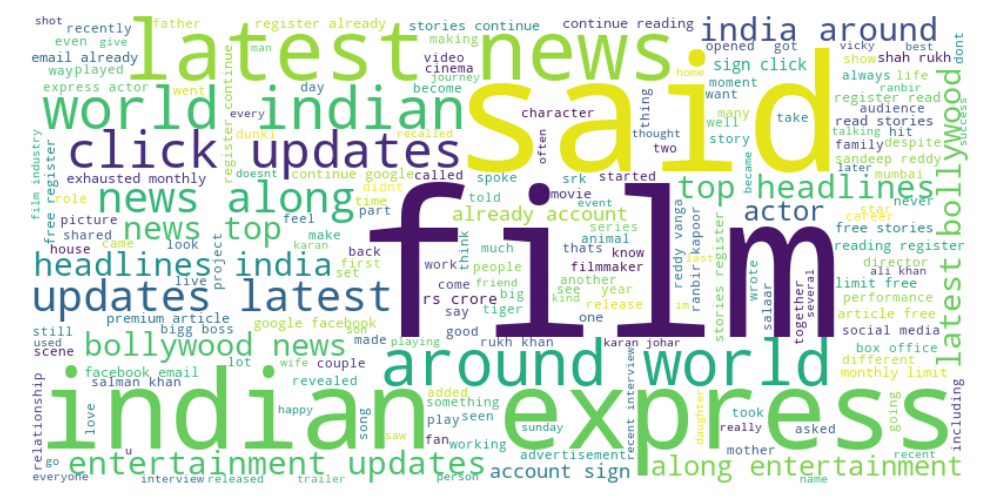 shot
recently
father
register already
stories continue
continue reading
india around
latest news
email already
even
give
man
making
video
cinema
opened
got
vicky
best
way
played
journey
become
said
sign click
show
shah rukh
dont
express actor
went
day
moment
want
always
life
ranbir
world indian
register continue
every
character
thing
many
register read
audience
click updates
dunki
recalled
often
thought
well
take
story
read stories
hit
bollywood
success
film industry
free register
exhausted monthly
doesnt
continue google
called
spoke
srk
started
two
became
talking
despite
family
sandeep reddy
later
mumbai
news along
role
didnt
time
told
event
movie
top headlines
star
never
picture
feel
part
already account
series
actor
career
news top
shared
came
look
make
karan
back
think
much
animal
thats
know
filmmaker
reddy vanga
ranbir kapoor
last
free stories
reading register
director
house
project
first
set
work
people
another
home
headlines india
live
come
friend
see
year
wrote
salaar
several
together
ali khan
limit free
performance
updates latest
rs crore
say
big
kind
release
im
stories register
article free
premium article
google facebook
son
tiger
one
social media
still
used
bigg boss
made
playing
good
rukh khan
karan johar
box office
latest
scene
bollywood news
lot
wife
couple
film
around world
different
monthly limit
facebook email
salman khan
revealed
added
something
recent interview
daughter
took
going
including
relationship
love
happy
song
saw
play
seen
fan
working
sunday
really
asked
indian express
mother
recent
go
u
entertainment updates
advertisement
account sign
along entertainment
everyone
interview
released
trailer
person
name